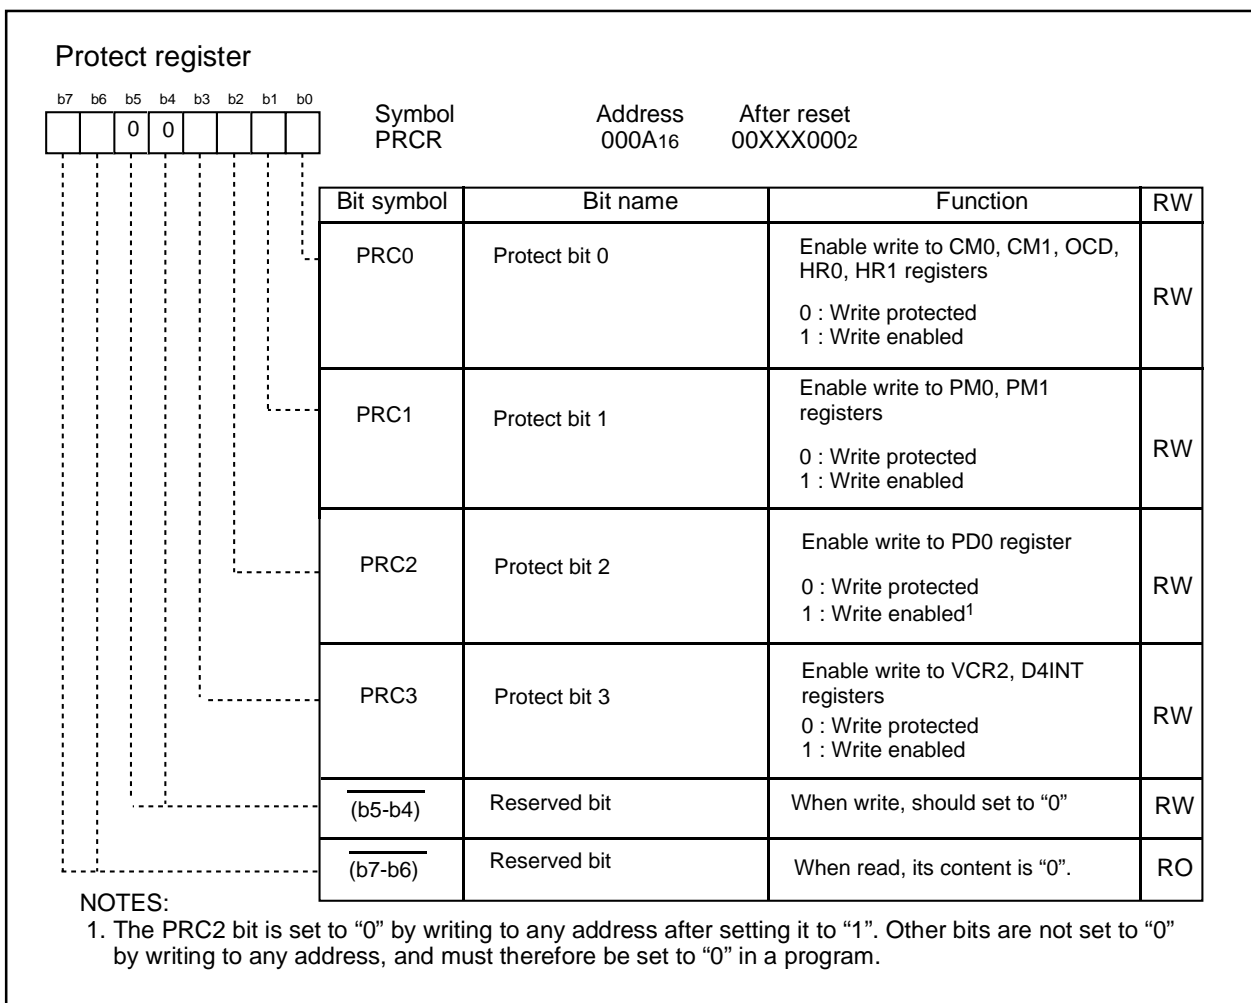 Protect register
b7 b6 b5 b4 b3 b2 b1 b0
0 0
Symbol Address After reset
PRCR 000A16 00XXX0002
Bit symbol Bit name Function RW
PRC0 Protect bit 0 Enable write to CM0, CM1, OCD,
HR0, HR1 registers
0 : Write protected
1 : Write enabled
RW
PRC1 Protect bit 1 Enable write to PM0, PM1
registers
0 : Write protected
1 : Write enabled
RW
PRC2 Protect bit 2 Enable write to PD0 register
0 : Write protected
1 : Write enabled1
RW
PRC3 Protect bit 3 Enable write to VCR2, D4INT
registers
0 : Write protected
1 : Write enabled
RW
(b5-b4) Reserved bit When write, should set to “0” RW
(b7-b6) Reserved bit When read, its content is “0”. RO
NOTES:
1. The PRC2 bit is set to “0” by writing to any address after setting it to “1”. Other bits are not set to “0”
by writing to any address, and must therefore be set to “0” in a program.